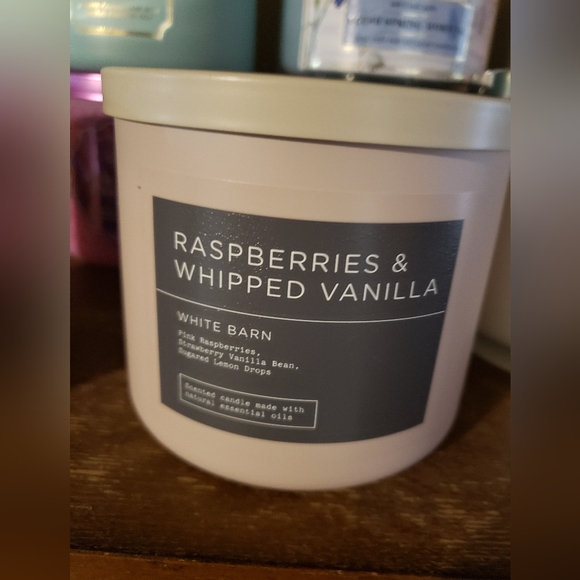 RASPBERRIES &
WHIPPED VANILLA
WHITE BARN
Pink Raspberries,
Strawberry Vanilla Bean,
Sugared Lemon Drops
Scented candle made with
natural essential oils